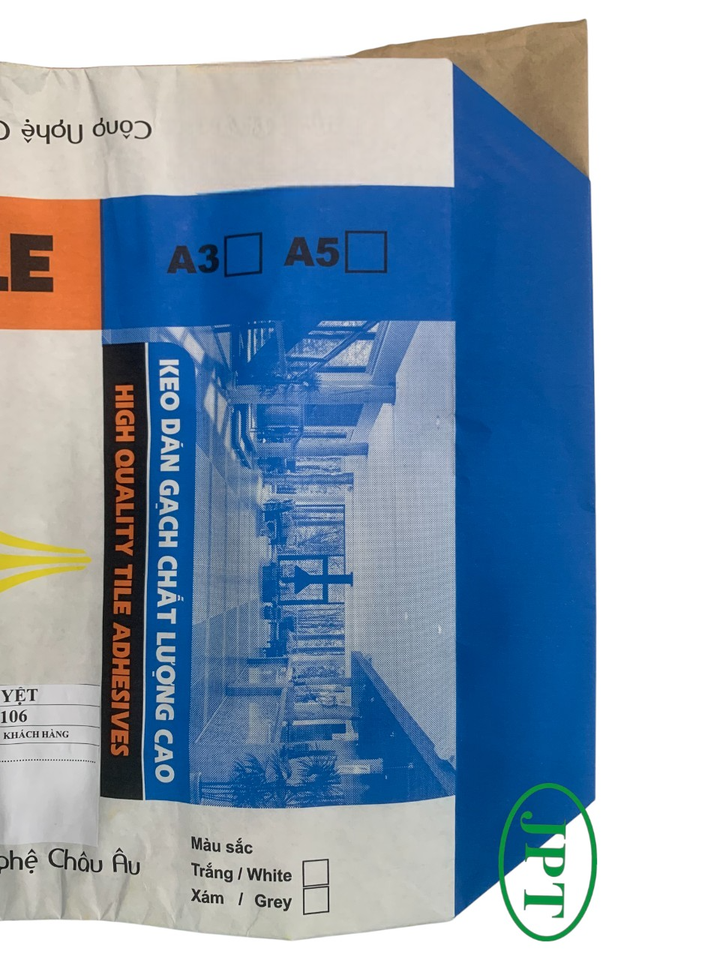 Công Nghệ C
LE
A3 A5
KEO DÁN GẠCH CHẤT LƯỢNG CAO
HIGH QUALITY TILE ADHESIVES
YỆT
106
KHÁCH HÀNG
ghệ Châu Âu
Màu sắc
Trắng / White
Xám / Grey
JPT